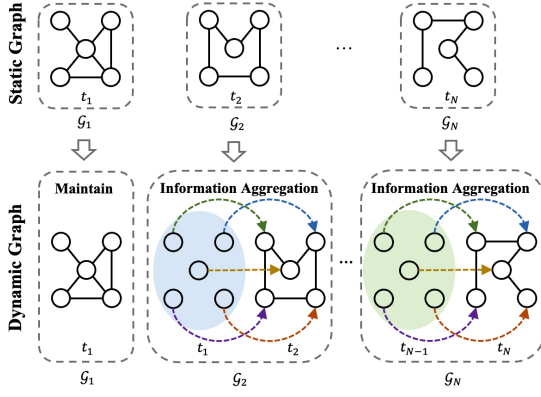 Static Graph
t₁
t₂
...
t_N
𝒢₁
𝒢₂
𝒢_N
Dynamic Graph
Maintain
Information Aggregation
Information Aggregation
...
t₁
t₁
t₂
t_{N−1}
t_N
𝒢₁
𝒢₂
𝒢_N